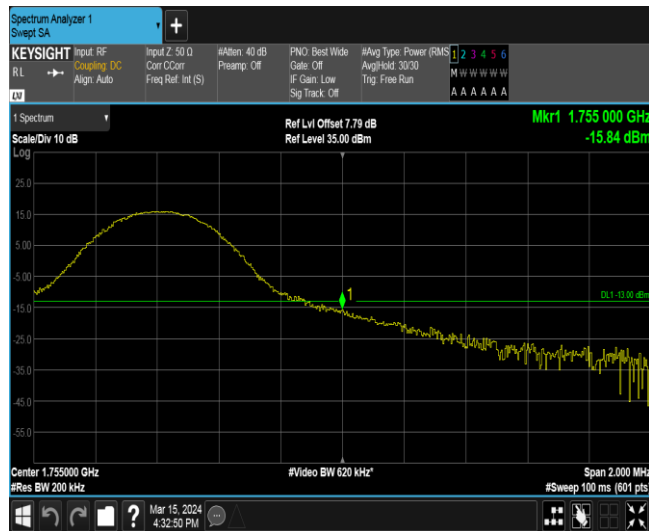 Spectrum Analyzer 1
Swept SA
KEYSIGHT
RL
LXI
Input: RF
Coupling: DC
Align: Auto
Input Z: 50 Ω
Corr CCorr
Freq Ref: Int (S)
#Atten: 40 dB
Preamp: Off
PNO: Best Wide
Gate: Off
IF Gain: Low
Sig Track: Off
#Avg Type: Power (RMS
Avg|Hold: 30/30
Trig: Free Run
1 2 3 4 5 6
M W W W W W
A A A A A A
1 Spectrum
Scale/Div 10 dB
Log
Ref Lvl Offset 7.79 dB
Ref Level 35.00 dBm
Mkr1 1.755 000 GHz
-15.84 dBm
25.0
15.0
5.00
-5.00
-15.0
-25.0
-35.0
-45.0
-55.0
1
DL1 -13.00 dBm
Center 1.755000 GHz
#Res BW 200 kHz
#Video BW 620 kHz*
Span 2.000 MHz
#Sweep 100 ms (601 pts)
?
Mar 15, 2024
4:32:50 PM